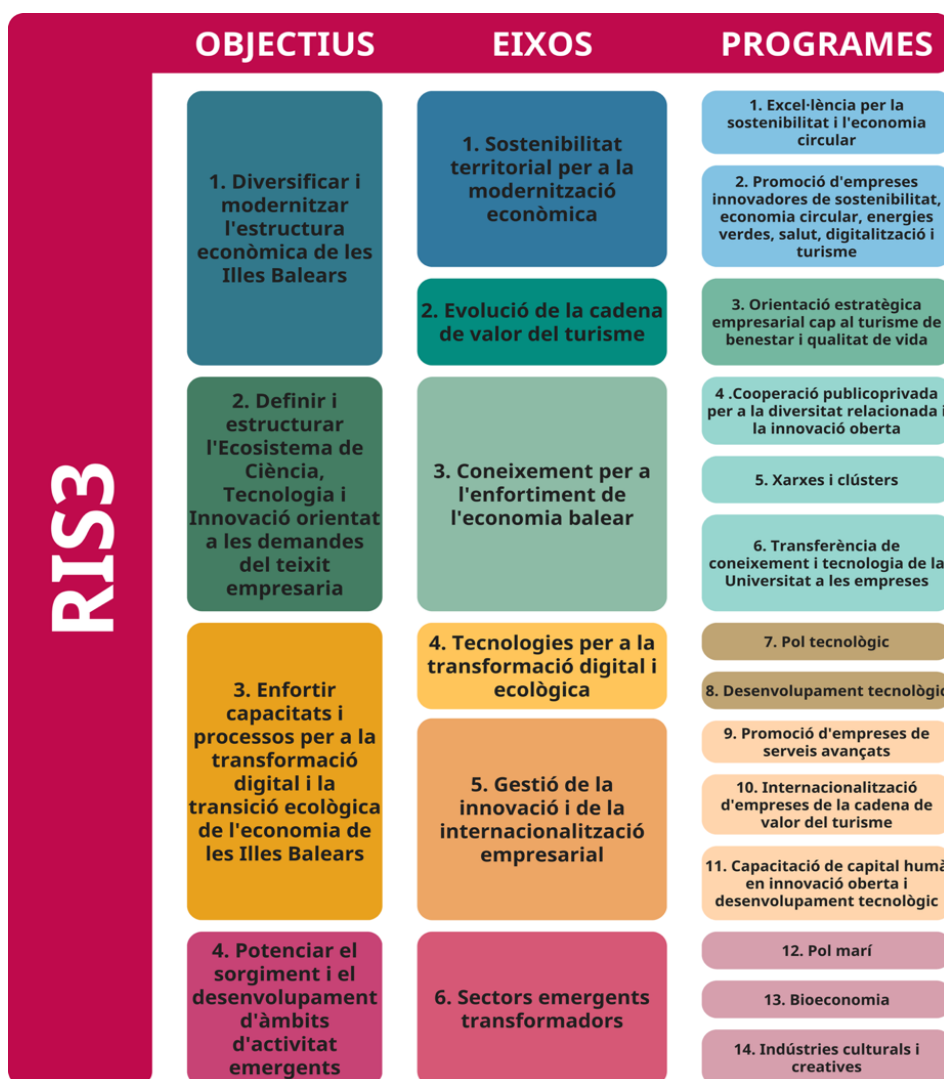 OBJECTIUS
EIXOS
PROGRAMES
RIS3
1. Diversificar i
modernitzar
l'estructura
econòmica de les
Illes Balears
1. Sostenibilitat
territorial per a la
modernització
econòmica
1. Excel·lència per la
sostenibilitat i l'economia
circular
2. Promoció d'empreses
innovadores de sostenibilitat,
economia circular, energies
verdes, salut, digitalització i
turisme
2. Evolució de la cadena
de valor del turisme
3. Orientació estratègica
empresarial cap al turisme de
benestar i qualitat de vida
2. Definir i
estructurar
l'Ecosistema de
Ciència,
Tecnologia i
Innovació orientat
a les demandes
del teixit
empresaria
3. Coneixement per a
l'enfortiment de
l'economia balear
4 .Cooperació publicoprivada
per a la diversitat relacionada i
la innovació oberta
5. Xarxes i clústers
6. Transferència de
coneixement i tecnologia de la
Universitat a les empreses
3. Enfortir
capacitats i
processos per a la
transformació
digital i la
transició ecològica
de l'economia de
les Illes Balears
4. Tecnologies per a la
transformació digital i
ecològica
7. Pol tecnològic
8. Desenvolupament tecnològic
5. Gestió de la
innovació i de la
internacionalització
empresarial
9. Promoció d'empreses de
serveis avançats
10. Internacionalització
d'empreses de la cadena de
valor del turisme
11. Capacitació de capital humà
en innovació oberta i
desenvolupament tecnològic
4. Potenciar el
sorgiment i el
desenvolupament
d'àmbits
d'activitat
emergents
6. Sectors emergents
transformadors
12. Pol marí
13. Bioeconomia
14. Indústries culturals i
creatives